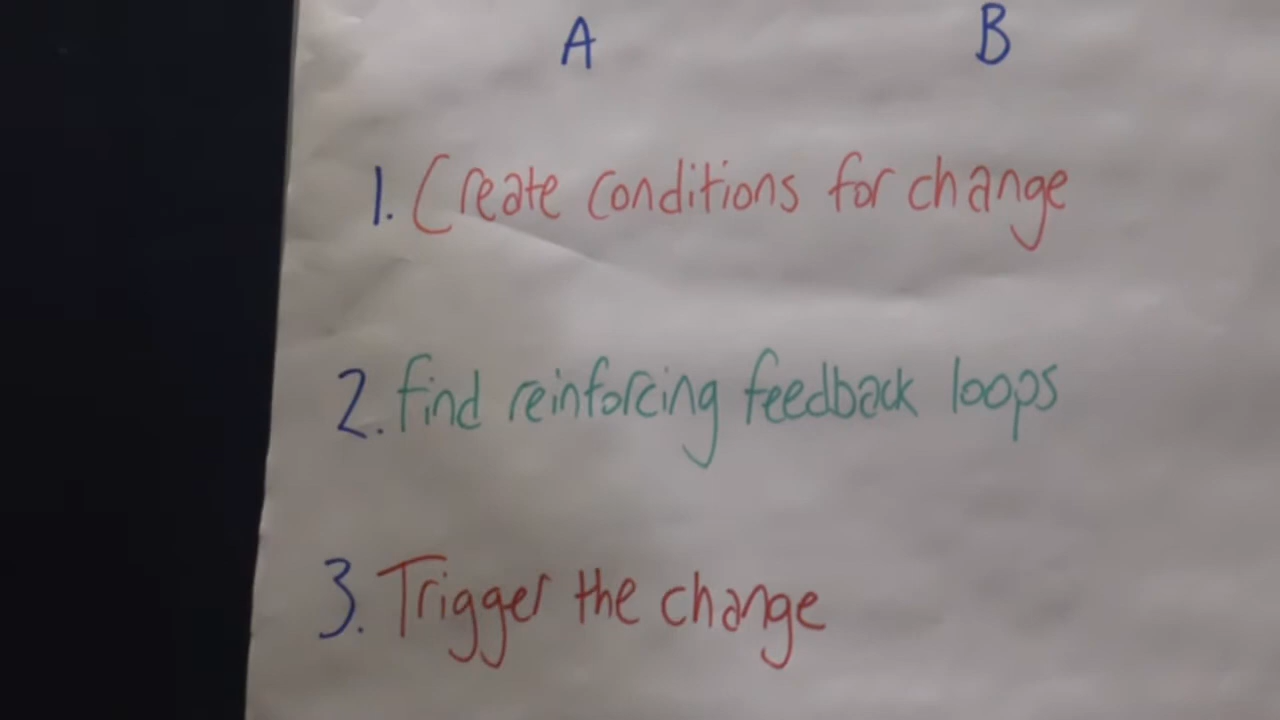 A B
1. Create conditions for change
2. find reinforcing feedback loops
3. Trigger the change